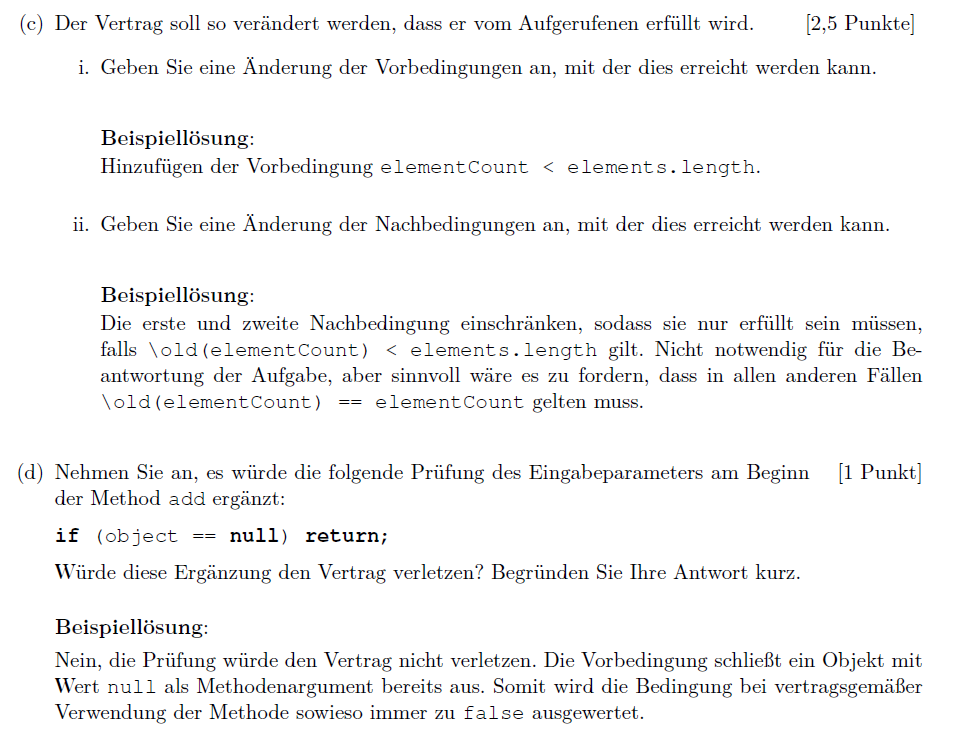 (c) Der Vertrag soll so verändert werden, dass er vom Aufgerufenen erfüllt wird. [2,5 Punkte]
i. Geben Sie eine Änderung der Vorbedingungen an, mit der dies erreicht werden kann.
Beispiellösung:
Hinzufügen der Vorbedingung elementCount < elements.length.
ii. Geben Sie eine Änderung der Nachbedingungen an, mit der dies erreicht werden kann.
Beispiellösung:
Die erste und zweite Nachbedingung einschränken, sodass sie nur erfüllt sein müssen,
falls \old(elementCount) < elements.length gilt. Nicht notwendig für die Be-
antwortung der Aufgabe, aber sinnvoll wäre es zu fordern, dass in allen anderen Fällen
\old(elementCount) == elementCount gelten muss.
(d) Nehmen Sie an, es würde die folgende Prüfung des Eingabeparameters am Beginn [1 Punkt]
der Method add ergänzt:
if (object == null) return;
Würde diese Ergänzung den Vertrag verletzen? Begründen Sie Ihre Antwort kurz.
Beispiellösung:
Nein, die Prüfung würde den Vertrag nicht verletzen. Die Vorbedingung schließt ein Objekt mit
Wert null als Methodenargument bereits aus. Somit wird die Bedingung bei vertragsgemäßer
Verwendung der Methode sowieso immer zu false ausgewertet.